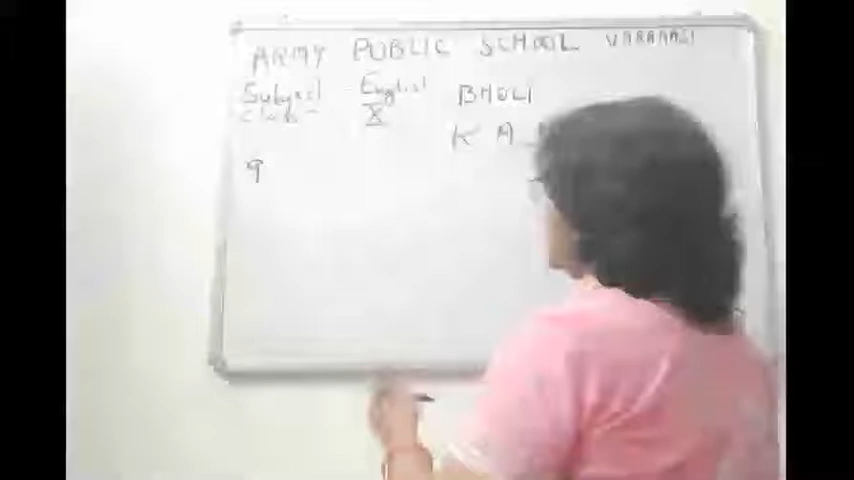 ARMY PUBLIC SCHOOL VARANASI
Subject English BHOLI
Class - X
K A
9